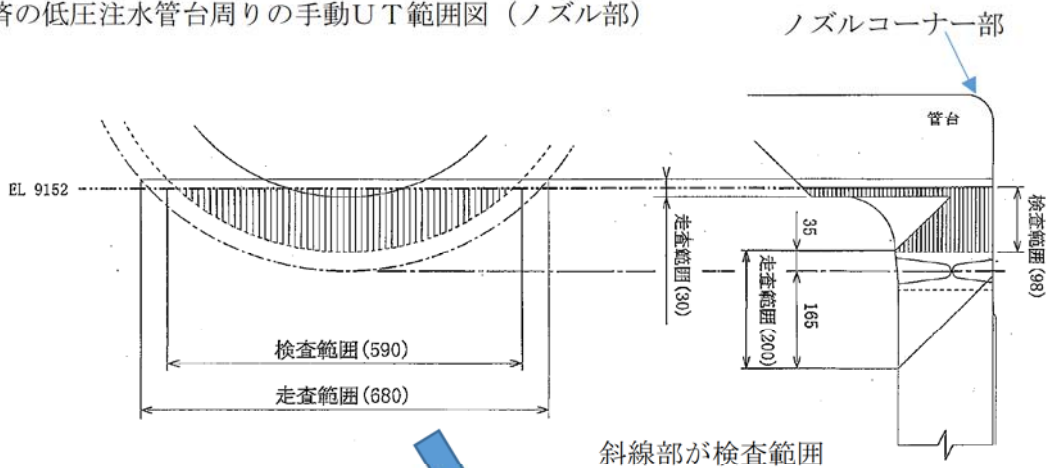 の低圧注水管台周りの手動UT範囲図（ノズル部）
ノズルコーナー部
管台
EL 9152
検査範囲(98)
走査範囲(30)
35
走査範囲(200)
165
検査範囲(590)
走査範囲(680)
斜線部が検査範囲